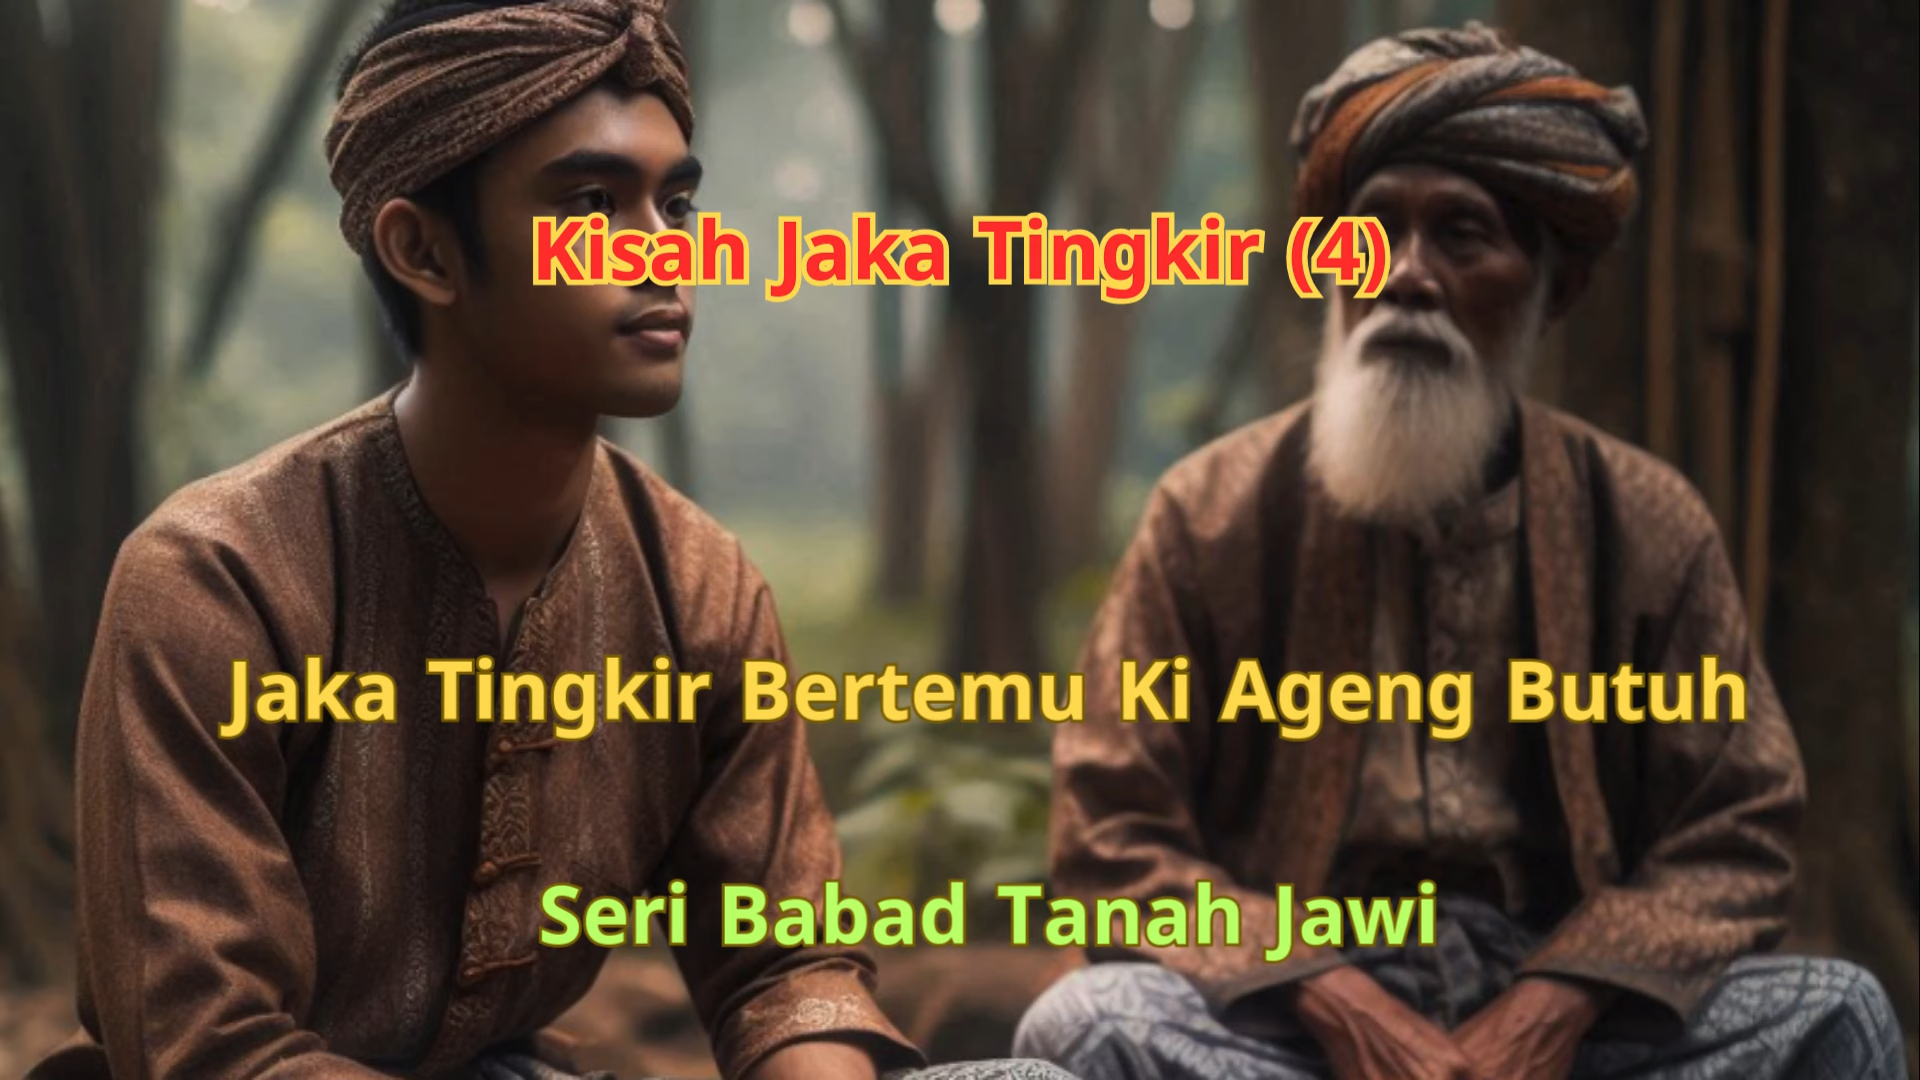 Kisah Jaka Tingkir (4)
Jaka Tingkir Bertemu Ki Ageng Butuh
Seri Babad Tanah Jawi